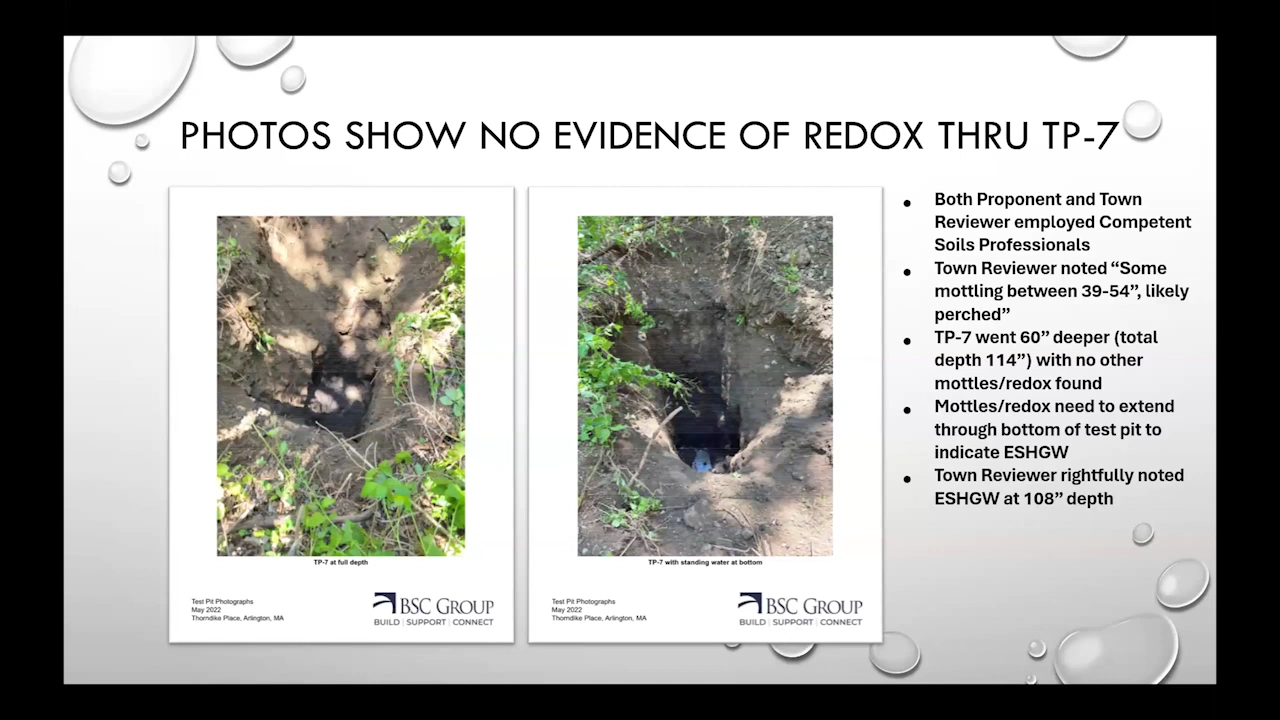 PHOTOS SHOW NO EVIDENCE OF REDOX THRU TP-7
TP-7 at full depth
Test Pit Photographs
May 2022
Thorndike Place, Arlington, MA
BSC GROUP
BUILD | SUPPORT | CONNECT
TP-7 with standing water at bottom
Test Pit Photographs
May 2022
Thorndike Place, Arlington, MA
BSC GROUP
BUILD | SUPPORT | CONNECT
• Both Proponent and Town
Reviewer employed Competent
Soils Professionals
• Town Reviewer noted “Some
mottling between 39-54”, likely
perched”
• TP-7 went 60” deeper (total
depth 114”) with no other
mottles/redox found
• Mottles/redox need to extend
through bottom of test pit to
indicate ESHGW
• Town Reviewer rightfully noted
ESHGW at 108” depth